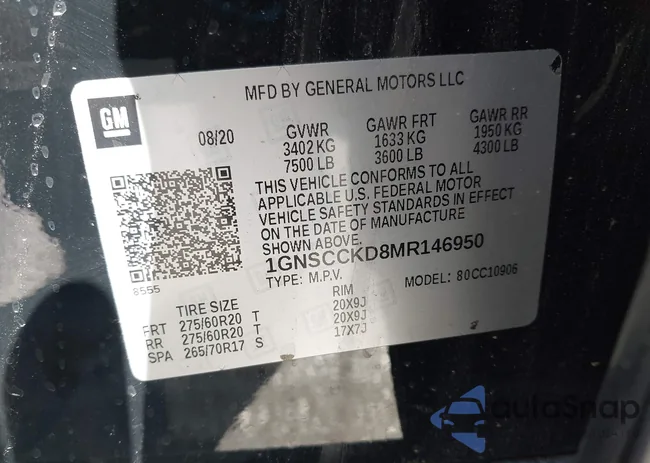 MFD BY GENERAL MOTORS LLC
GM
08/20 GVWR GAWR FRT GAWR RR
3402 KG 1633 KG 1950 KG
7500 LB 3600 LB 4300 LB
THIS VEHICLE CONFORMS TO ALL
APPLICABLE U.S. FEDERAL MOTOR
VEHICLE SAFETY STANDARDS IN EFFECT
ON THE DATE OF MANUFACTURE
SHOWN ABOVE.
1GNSCCKD8MR146950
8555 TYPE: M.P.V. MODEL: 80CC10906
TIRE SIZE RIM
FRT 275/60R20 T 20X9J
RR 275/60R20 T 20X9J
SPA 265/70R17 S 17X7J
autoSnap